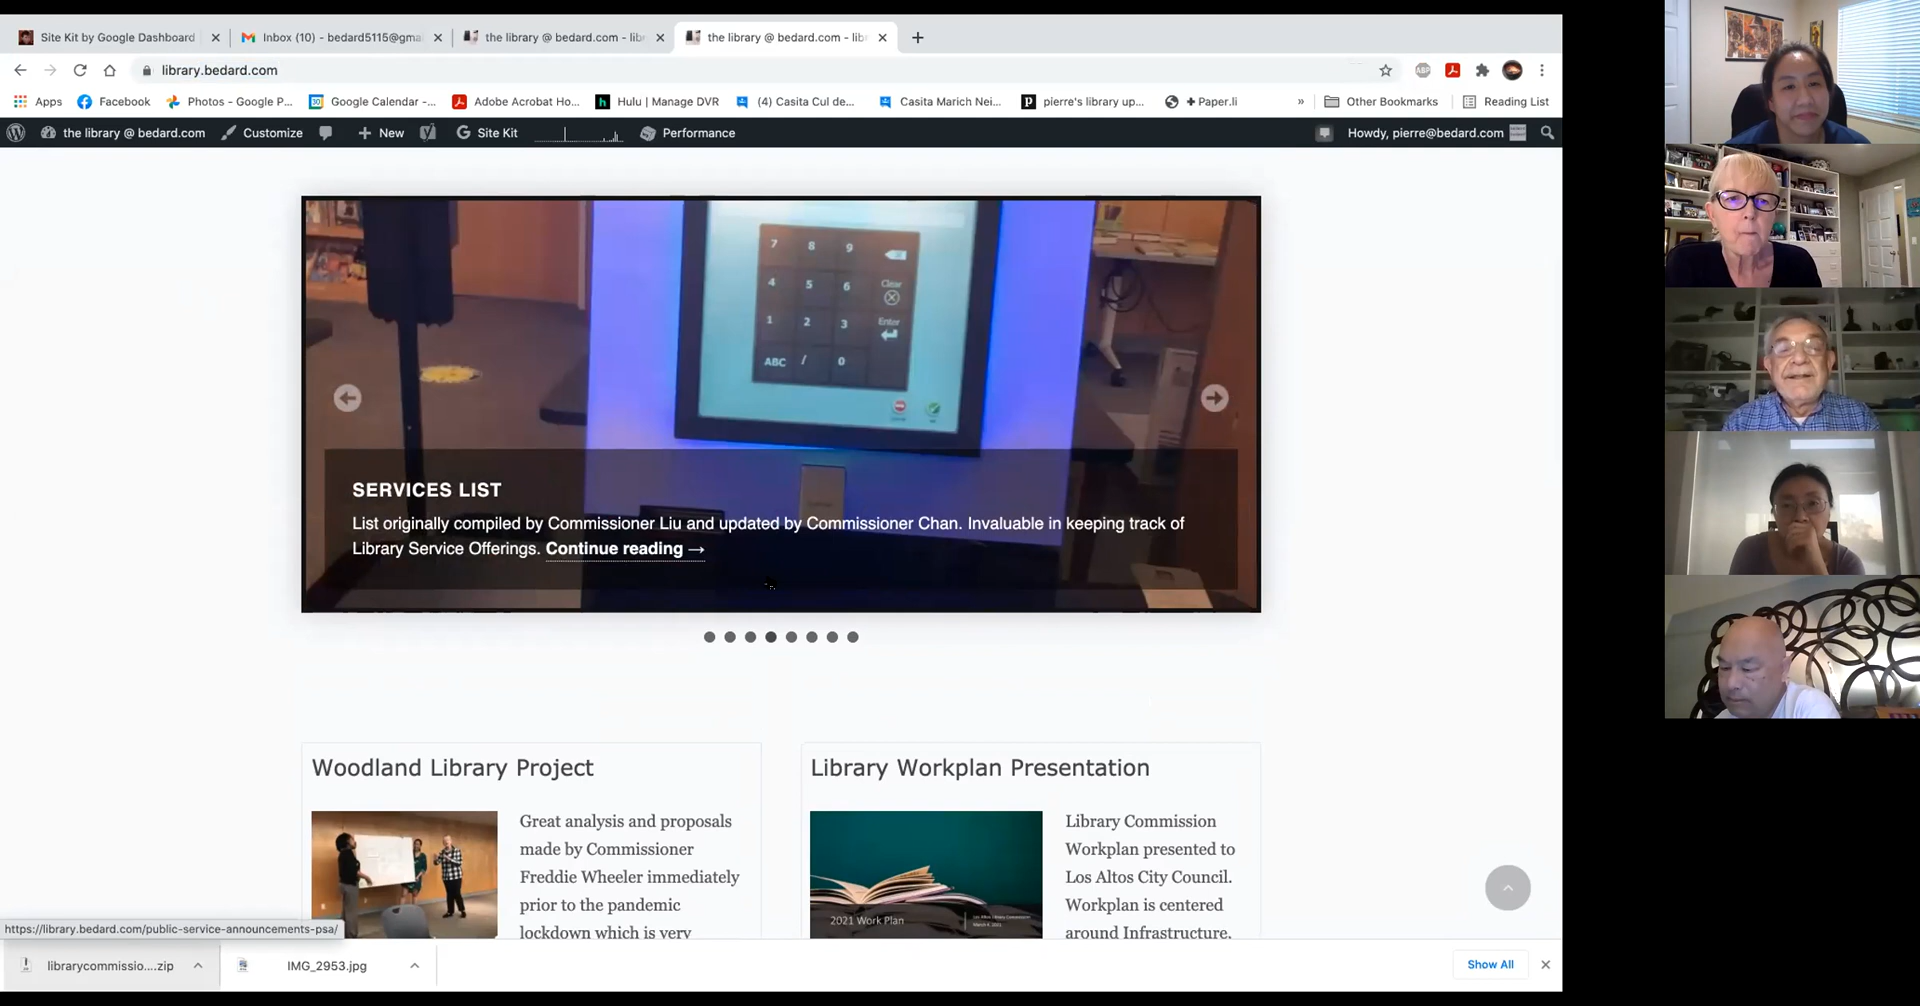 Site Kit by Google Dashboard
Inbox (10) - bedard5115@gma
the library @ bedard.com - lib
the library @ bedard.com - lib
library.bedard.com
ABP
Apps
Facebook
Photos - Google P...
Google Calendar -...
Adobe Acrobat Ho...
Hulu | Manage DVR
(4) Casita Cul de...
Casita Marich Nei...
pierre's library up...
+ Paper.li
»
Other Bookmarks
Reading List
the library @ bedard.com
Customize
New
Site Kit
Performance
Howdy, pierre@bedard.com
7 8 9
4 5 6 Clear
1 2 3 Enter
ABC / 0
SERVICES LIST
List originally compiled by Commissioner Liu and updated by Commissioner Chan. Invaluable in keeping track of
Library Service Offerings. Continue reading →
Woodland Library Project
Great analysis and proposals
made by Commissioner
Freddie Wheeler immediately
prior to the pandemic
lockdown which is very
Library Workplan Presentation
2021 Work Plan
Los Altos Library Commission
March 4, 2021
Library Commission
Workplan presented to
Los Altos City Council.
Workplan is centered
around Infrastructure.
https://library.bedard.com/public-service-announcements-psa/
librarycommissio....zip
IMG_2953.jpg
Show All